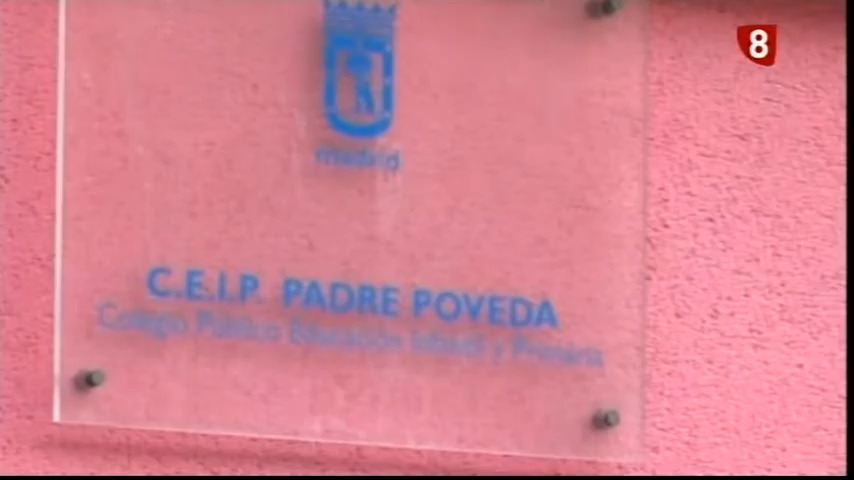 8
madrid
C.E.I.P. PADRE POVEDA
Colegio Público Educación Infantil y Primaria